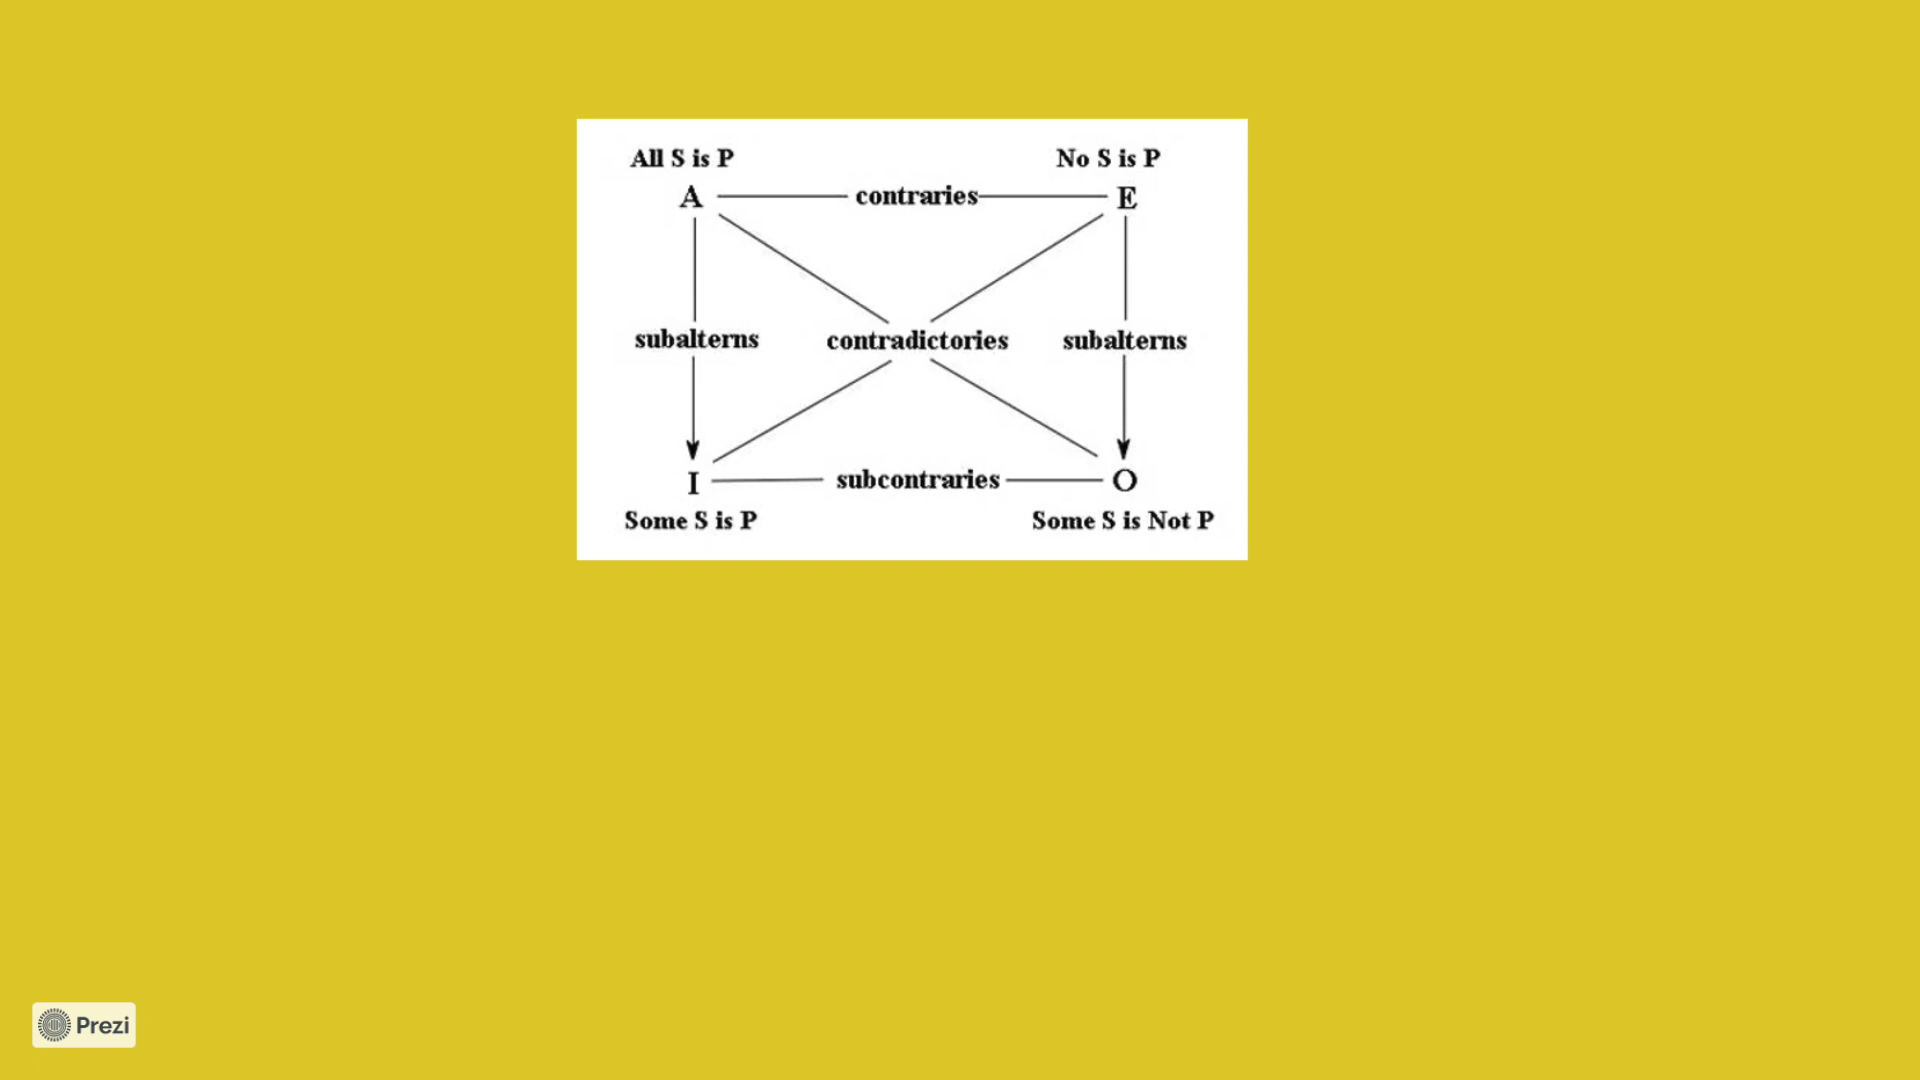 All S is P No S is P
A contraries E
subalterns contradictories subalterns
I subcontraries O
Some S is P Some S is Not P
Prezi